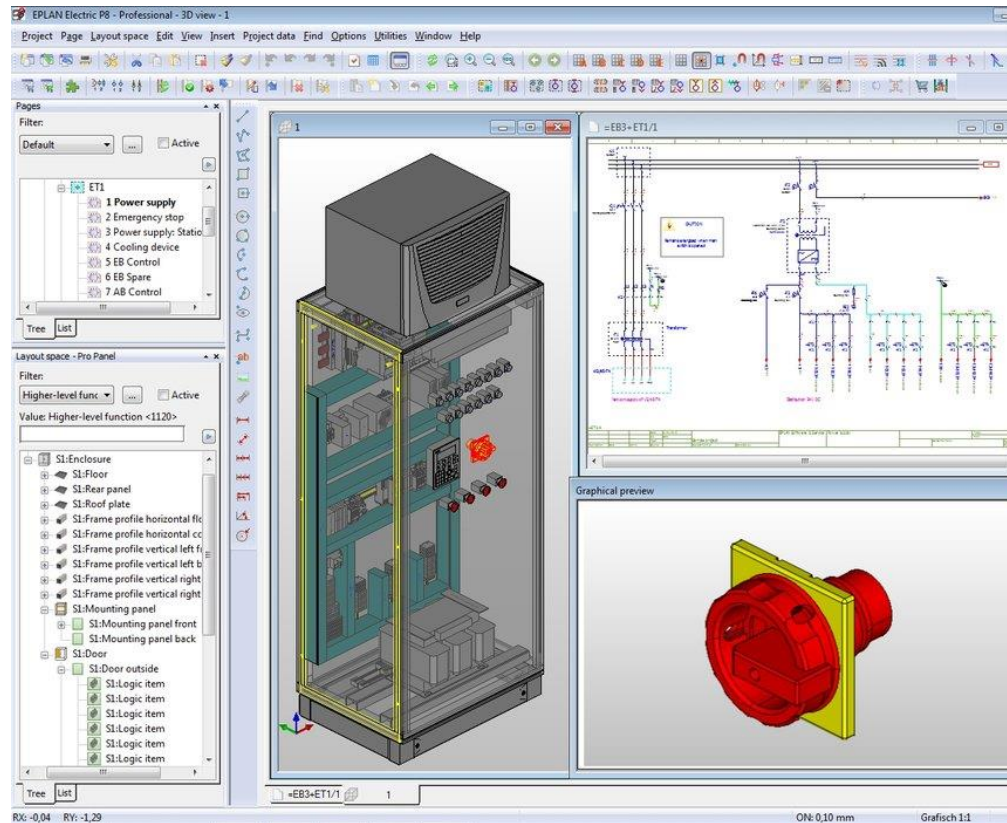 EPLAN Electric P8 - Professional - 3D view - 1
Project Page Layout space Edit View Insert Project data Find Options Utilities Window Help
Pages
Filter:
Default
...
Active
ET1
1 Power supply
2 Emergency stop
3 Power supply: Statio
4 Cooling device
5 EB Control
6 EB Spare
7 AB Control
Tree List
Layout space - Pro Panel
Filter:
Higher-level func
...
Active
Value: Higher-level function <1120>
S1:Enclosure
S1:Floor
S1:Rear panel
S1:Roof plate
S1:Frame profile horizontal flo
S1:Frame profile horizontal cc
S1:Frame profile vertical left fr
S1:Frame profile vertical left b
S1:Frame profile vertical right
S1:Frame profile vertical right
S1:Mounting panel
S1:Mounting panel front
S1:Mounting panel back
S1:Door
S1:Door outside
S1:Logic item
S1:Logic item
S1:Logic item
S1:Logic item
S1:Logic item
S1:Logic item
Tree List
RX: -0,04 RY: -1,29
ab
1
=EB3+ET1/1
CAUTION
Transformer
Graphical preview
=EB3+ET1/1
1
ON: 0,10 mm
Grafisch 1:1